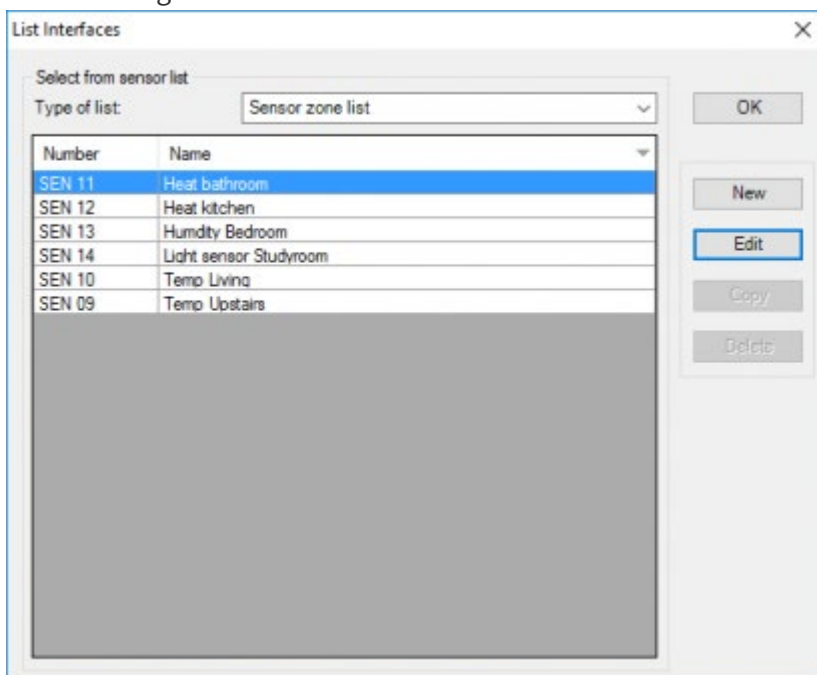 List Interfaces
Select from sensor list
Type of list: Sensor zone list
OK
Number Name
SEN 11 Heat bathroom
SEN 12 Heat kitchen
SEN 13 Humdity Bedroom
SEN 14 Light sensor Studyroom
SEN 10 Temp Living
SEN 09 Temp Upstairs
New
Edit
Copy
Delete